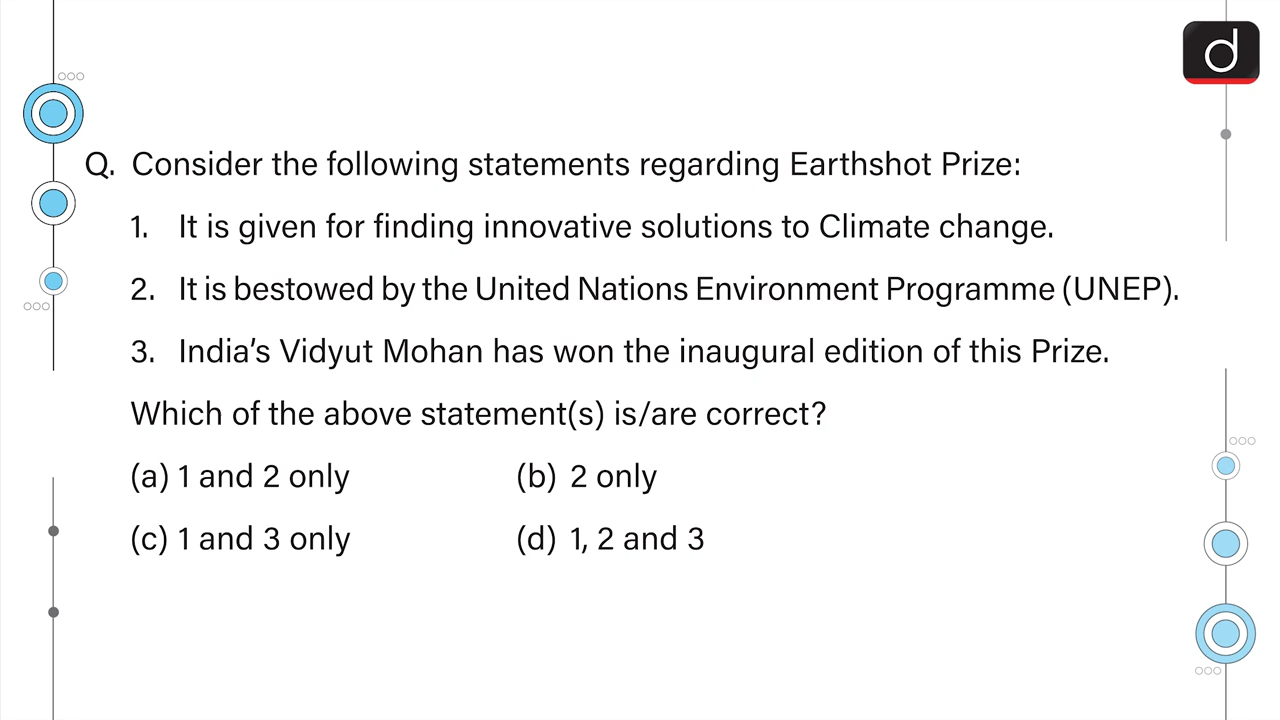 Q. Consider the following statements regarding Earthshot Prize:
1. It is given for finding innovative solutions to Climate change.
2. It is bestowed by the United Nations Environment Programme (UNEP).
3. India’s Vidyut Mohan has won the inaugural edition of this Prize.
Which of the above statement(s) is/are correct?
(a) 1 and 2 only (b) 2 only
(c) 1 and 3 only (d) 1, 2 and 3
d